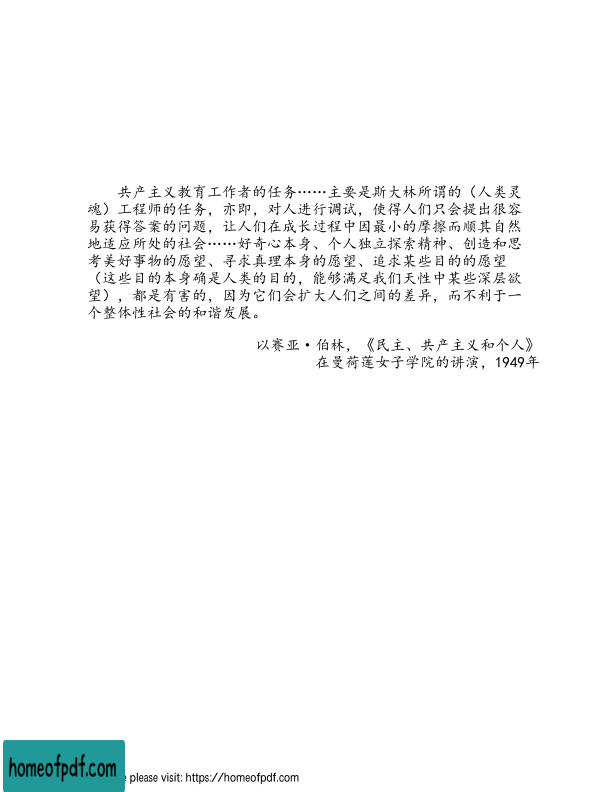 共产主义教育工作者的任务……主要是斯大林所谓的（人类灵
魂）工程师的任务，亦即，对人进行调试，使得人们只会提出很容
易获得答案的问题，让人们在成长过程中因最小的摩擦而顺其自然
地适应所处的社会……好奇心本身、个人独立探索精神、创造和思
考美好事物的愿望、寻求真理本身的愿望、追求某些目的的愿望
（这些目的本身确是人类的目的，能够满足我们天性中某些深层欲
望），都是有害的，因为它们会扩大人们之间的差异，而不利于一
个整体性社会的和谐发展。
以赛亚·伯林，《民主、共产主义和个人》
在曼荷莲女子学院的讲演，1949年
homeofpdf.com
please visit: https://homeofpdf.com